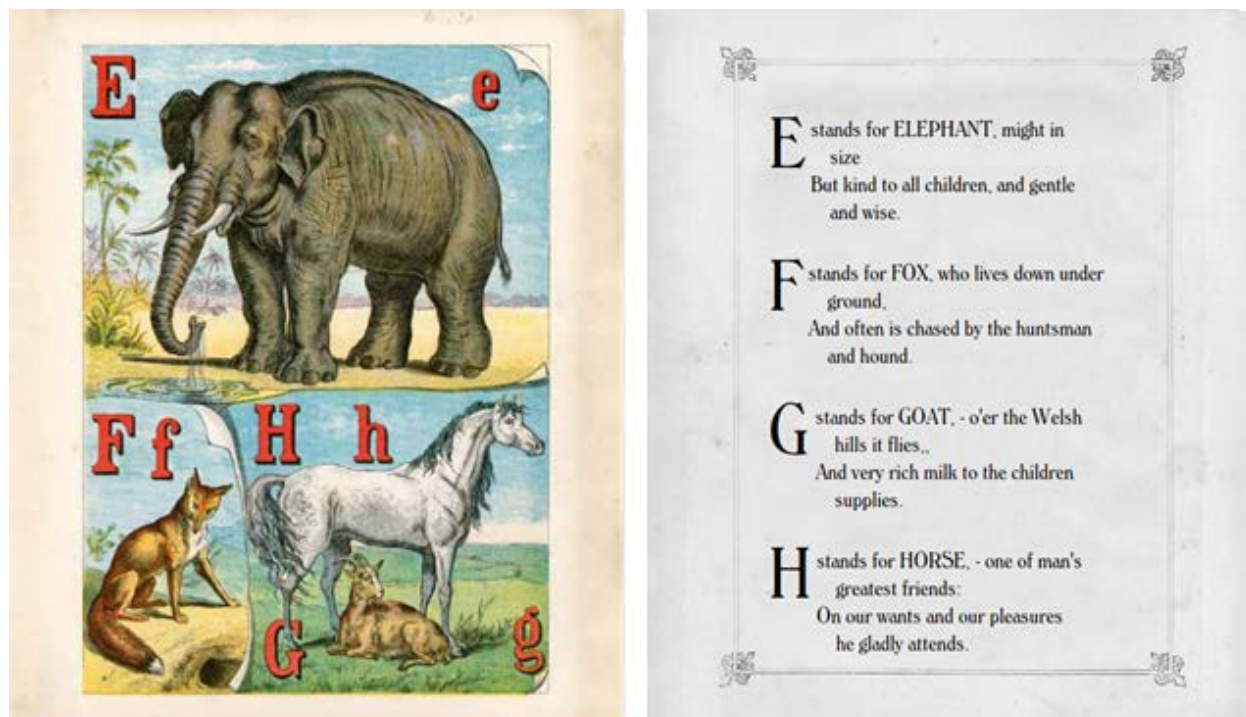 E e
F f
H h
G g
E stands for ELEPHANT, might in
size
But kind to all children, and gentle
and wise.
F stands for FOX, who lives down under
ground,
And often is chased by the huntsman
and hound.
G stands for GOAT, - o'er the Welsh
hills it flies,,
And very rich milk to the children
supplies.
H stands for HORSE, - one of man's
greatest friends:
On our wants and our pleasures
he gladly attends.